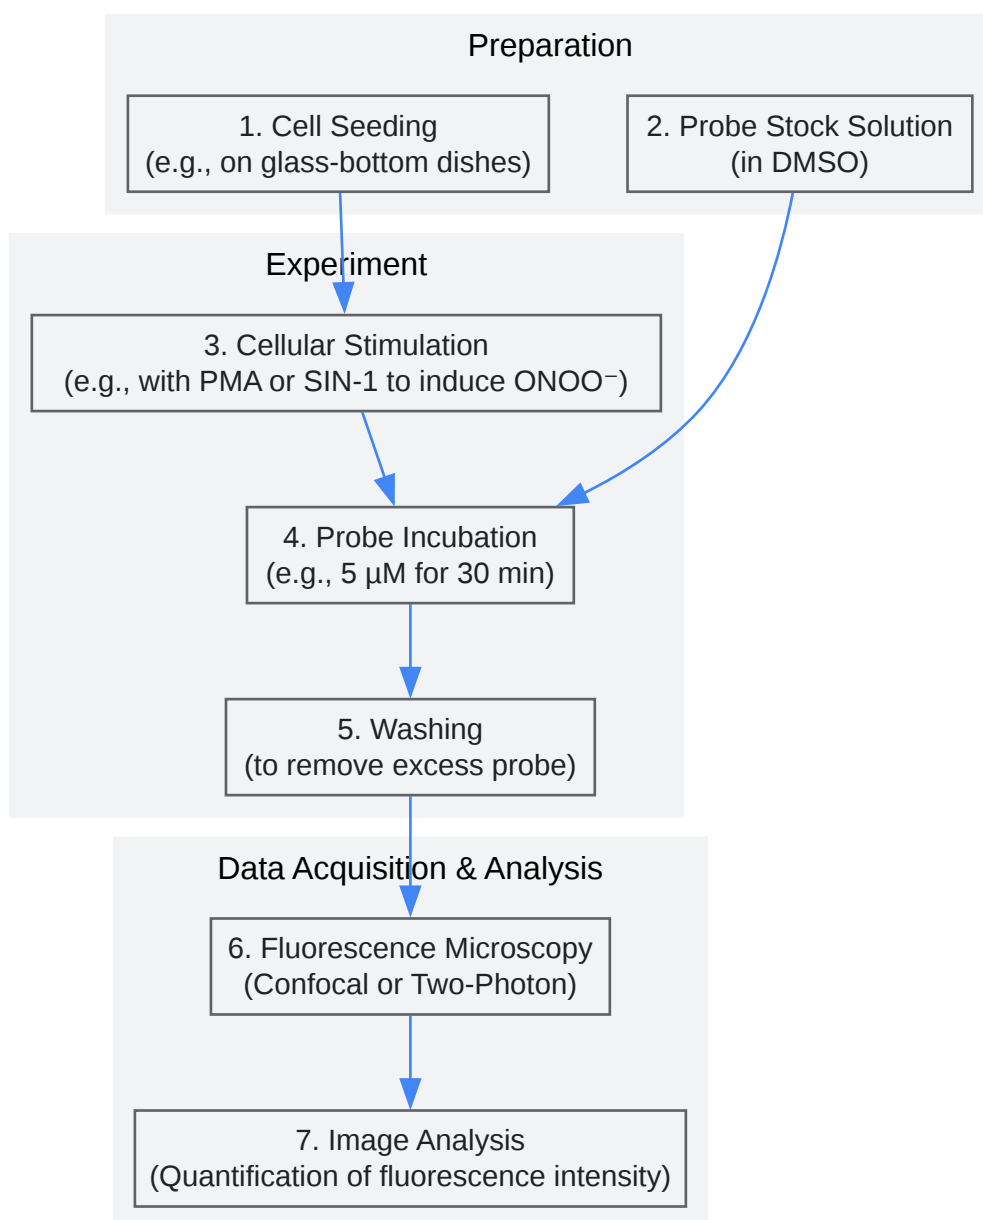 Preparation
1. Cell Seeding
(e.g., on glass-bottom dishes)
2. Probe Stock Solution
(in DMSO)
Experiment
3. Cellular Stimulation
(e.g., with PMA or SIN-1 to induce ONOO⁻)
4. Probe Incubation
(e.g., 5 µM for 30 min)
5. Washing
(to remove excess probe)
Data Acquisition & Analysis
6. Fluorescence Microscopy
(Confocal or Two-Photon)
7. Image Analysis
(Quantification of fluorescence intensity)